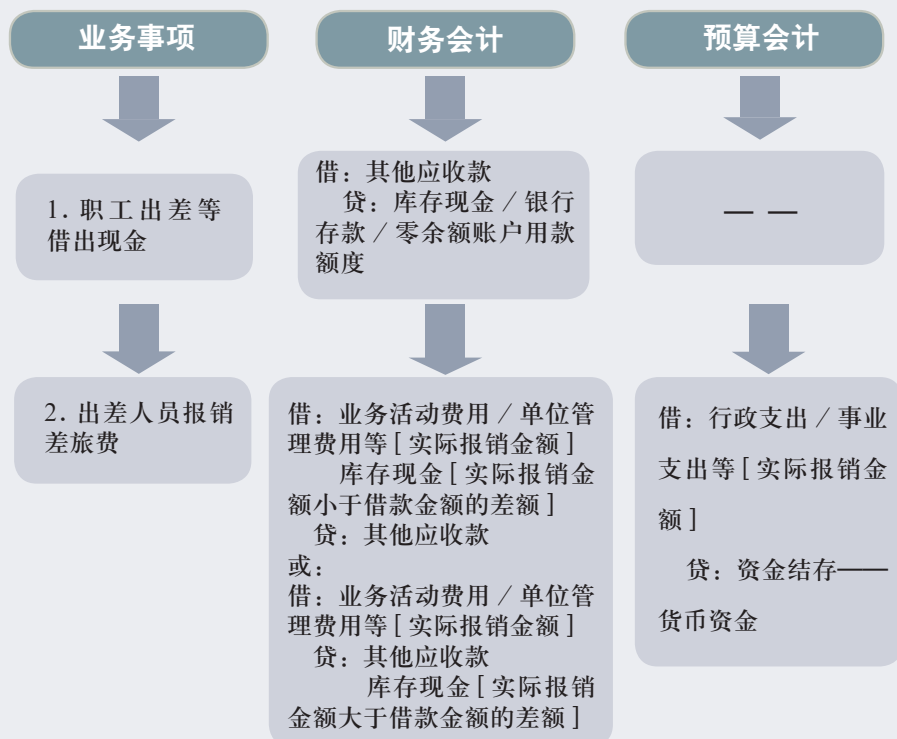 业务事项
财务会计
预算会计
1. 职工出差等
借出现金
借：其他应收款
贷：库存现金／银行
存款／零余额账户用款
额度
— —
2. 出差人员报销
差旅费
借：业务活动费用／单位管
理费用等[实际报销金额]
库存现金[实际报销金
额小于借款金额的差额]
贷：其他应收款
或：
借：业务活动费用／单位管
理费用等[实际报销金额]
贷：其他应收款
库存现金[实际报销
金额大于借款金额的差额]
借：行政支出／事业
支出等[实际报销金
额]
贷：资金结存——
货币资金